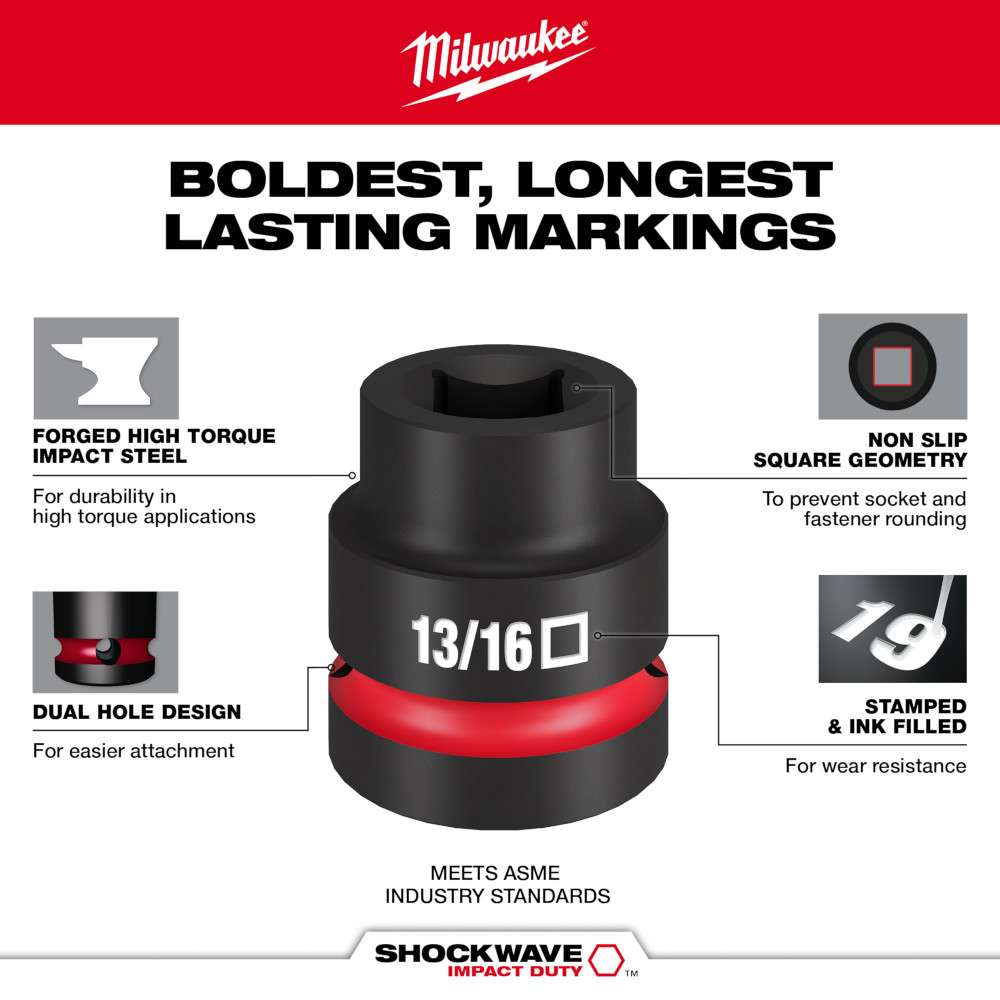 Milwaukee®
BOLDEST, LONGEST
LASTING MARKINGS
FORGED HIGH TORQUE
IMPACT STEEL
For durability in
high torque applications
NON SLIP
SQUARE GEOMETRY
To prevent socket and
fastener rounding
13/16
19
DUAL HOLE DESIGN
For easier attachment
STAMPED
& INK FILLED
For wear resistance
MEETS ASME
INDUSTRY STANDARDS
SHOCKWAVE
IMPACT DUTY
TM